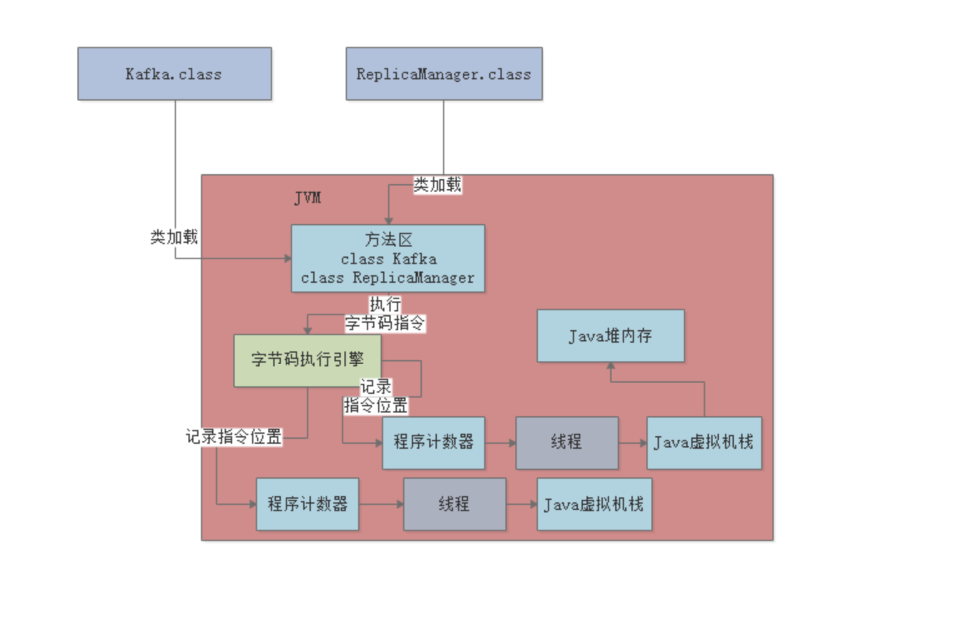 Kafka.class
ReplicaManager.class
类加载
JVM
类加载
方法区
class Kafka
class ReplicaManager
执行
字节码指令
Java堆内存
字节码执行引擎
记录
指令位置
记录指令位置
程序计数器
线程
Java虚拟机栈
程序计数器
线程
Java虚拟机栈